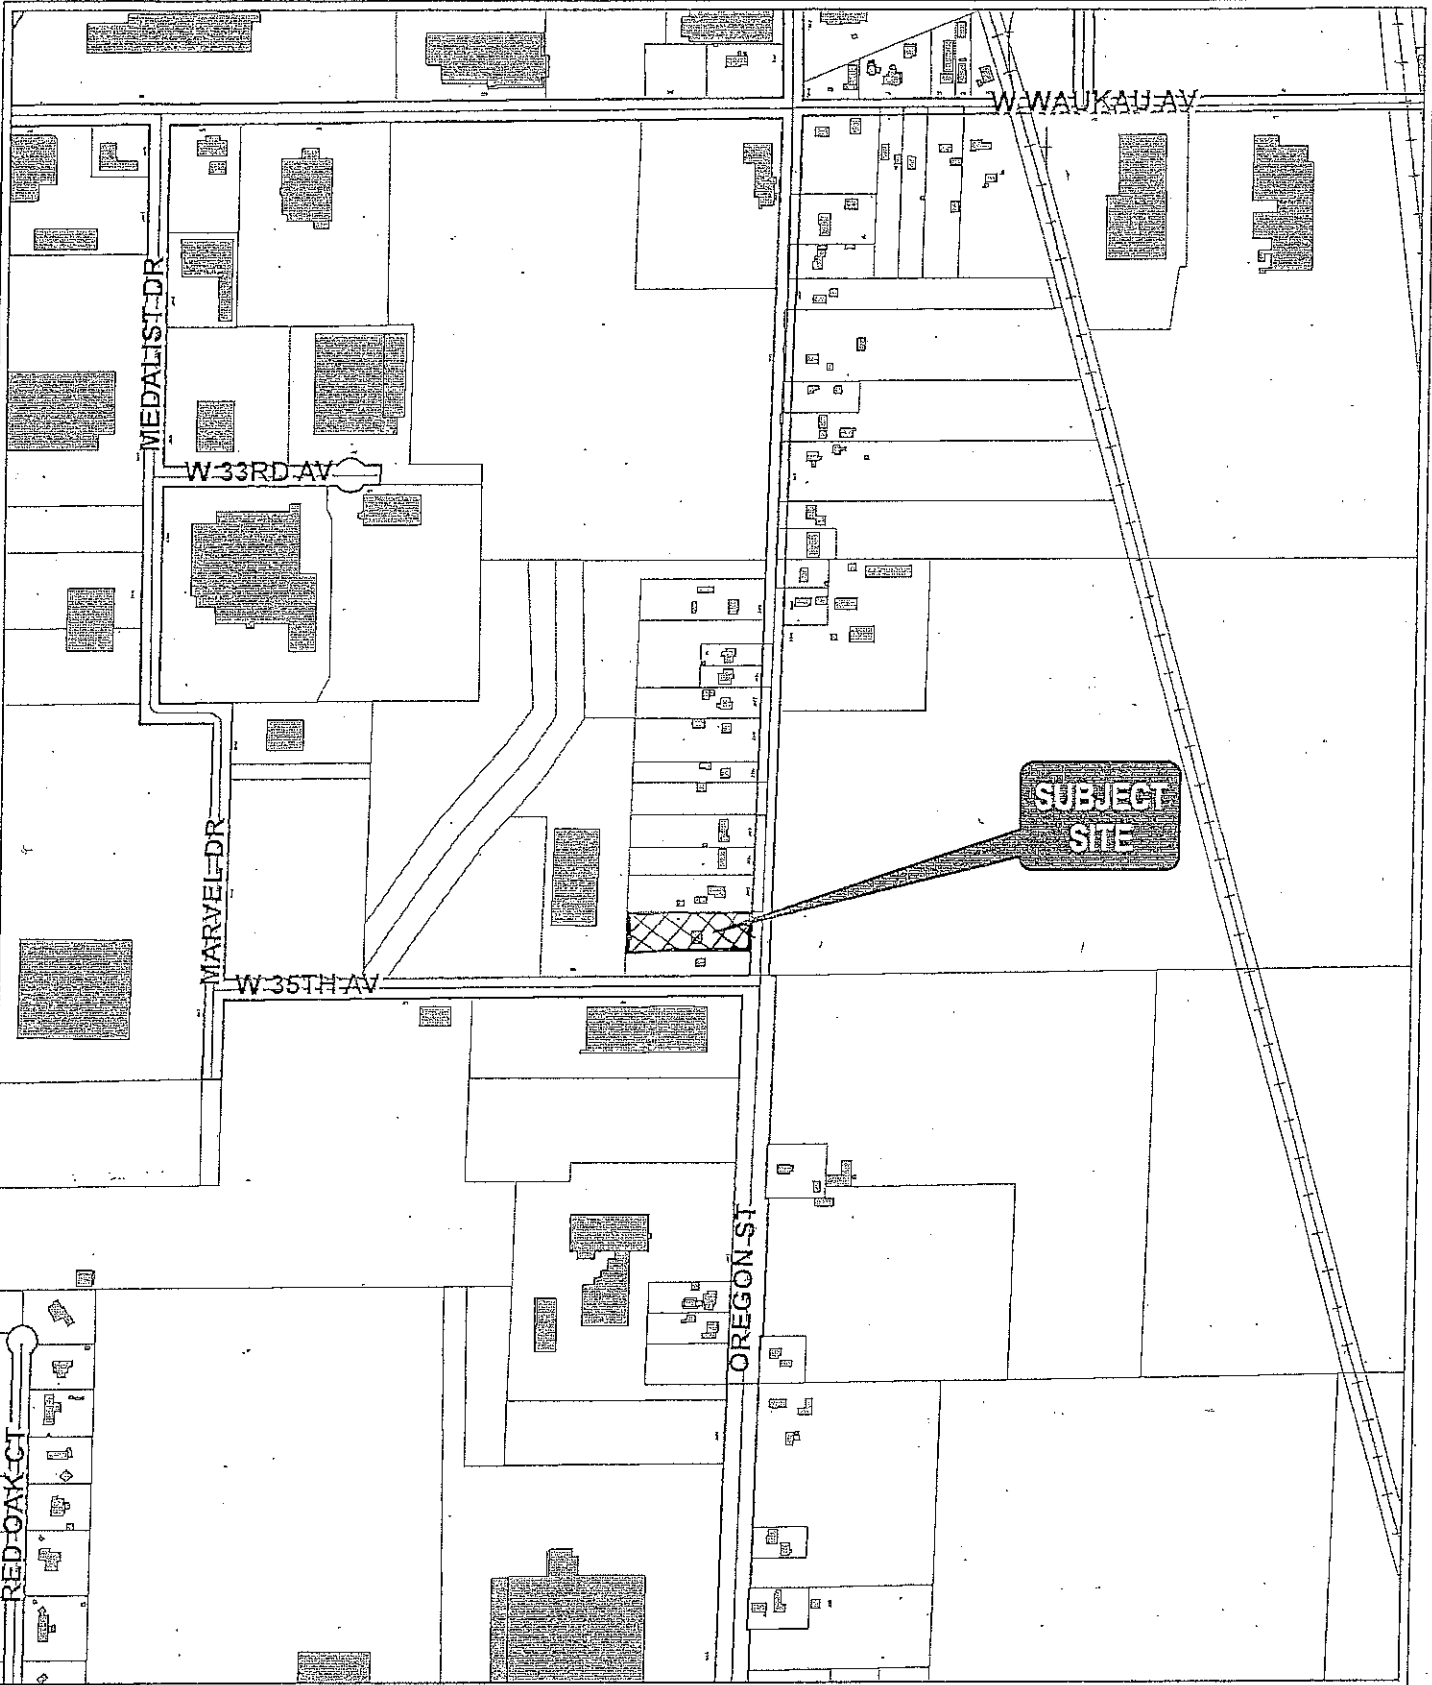 W WAUKAU AV
MEDALIST DR
W 33RD AV
SUBJECT
SITE
MARVEL DR
W 35TH AV
OREGON ST
RED OAK CT